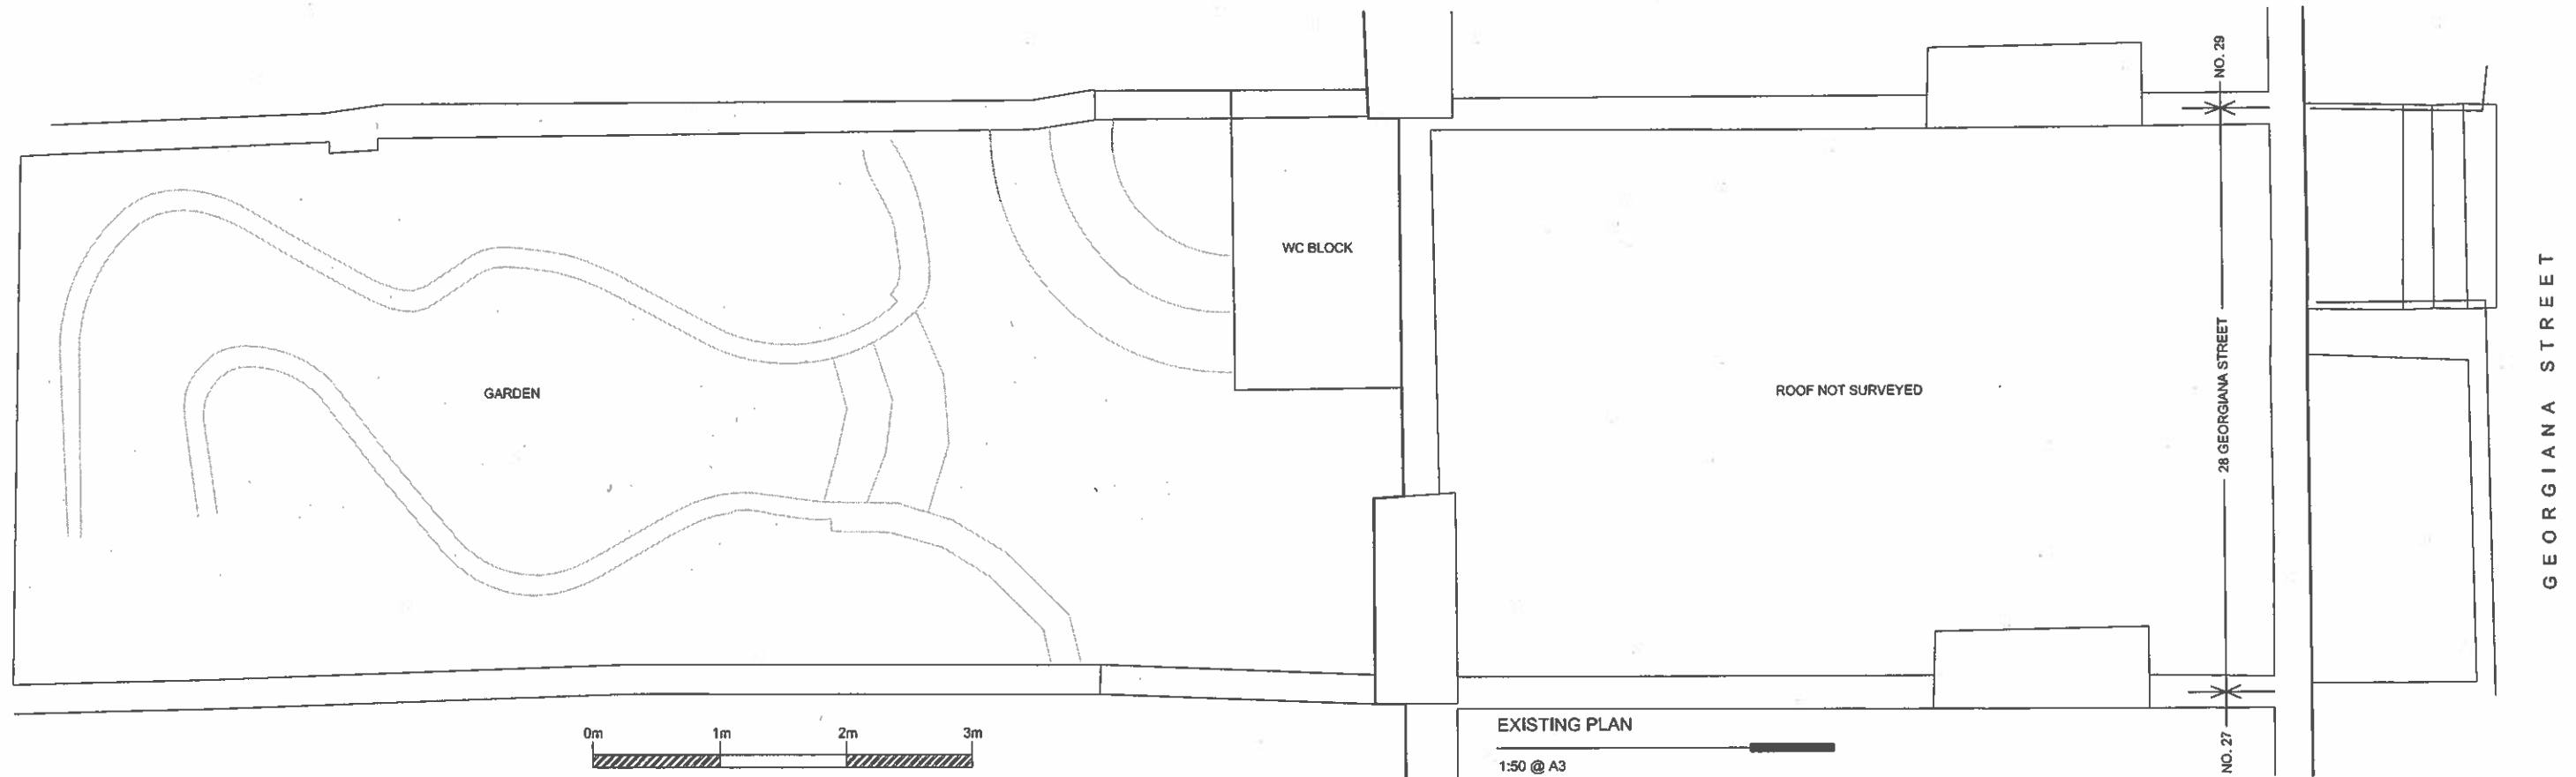 NO. 29
WC BLOCK
GARDEN
ROOF NOT SURVEYED
28 GEORGIANA STREET
GEORGIANA STREET
0m 1m 2m 3m
EXISTING PLAN
1:50 @ A3
NO. 27